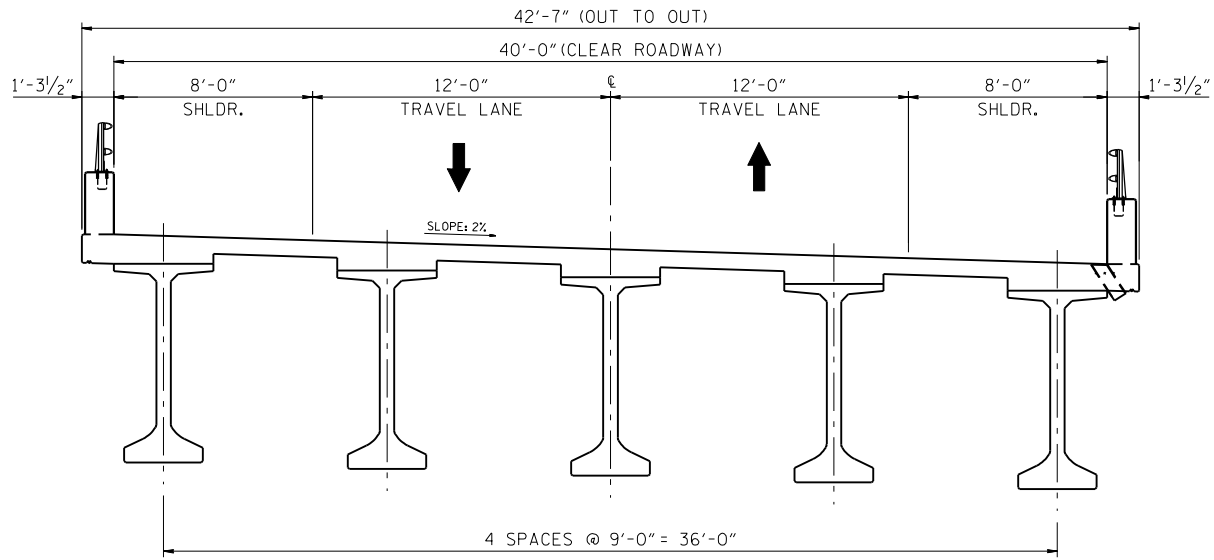 42'-7" (OUT TO OUT)
40'-0" (CLEAR ROADWAY)
1'-3½" 8'-0" 12'-0" ℄ 12'-0" 8'-0" 1'-3½"
SHLDR. TRAVEL LANE TRAVEL LANE SHLDR.
SLOPE: 2%
4 SPACES @ 9'-0" = 36'-0"